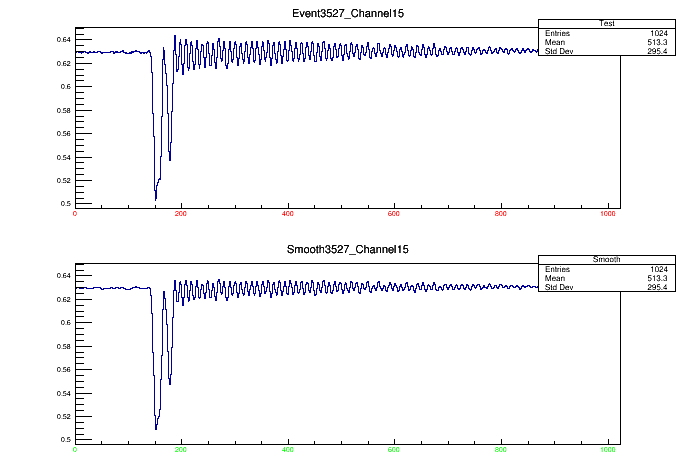 Event3527_Channel15
Test
Entries 1024
Mean 513.3
Std Dev 295.4
0.64
0.62
0.6
0.58
0.56
0.54
0.52
0.5
0 200 400 600 800 1000
Smooth3527_Channel15
Smooth
Entries 1024
Mean 513.3
Std Dev 295.4
0.64
0.62
0.6
0.58
0.56
0.54
0.52
0.5
0 200 400 600 800 1000